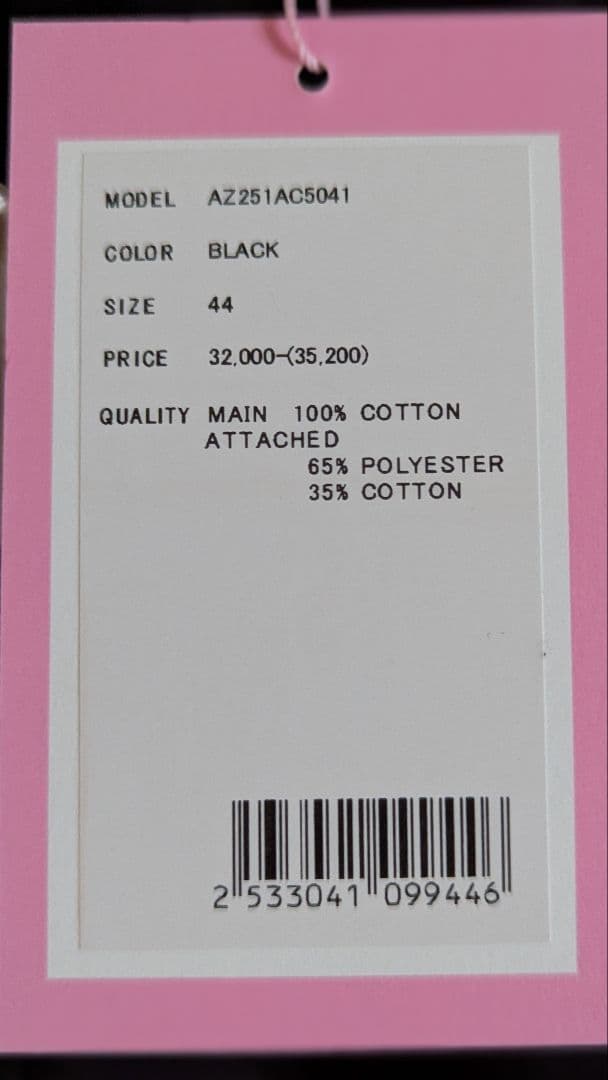 MODEL AZ251AC5041
COLOR BLACK
SIZE 44
PRICE 32,000-(35,200)
QUALITY MAIN 100% COTTON
ATTACHED
65% POLYESTER
35% COTTON
2 533041 099446